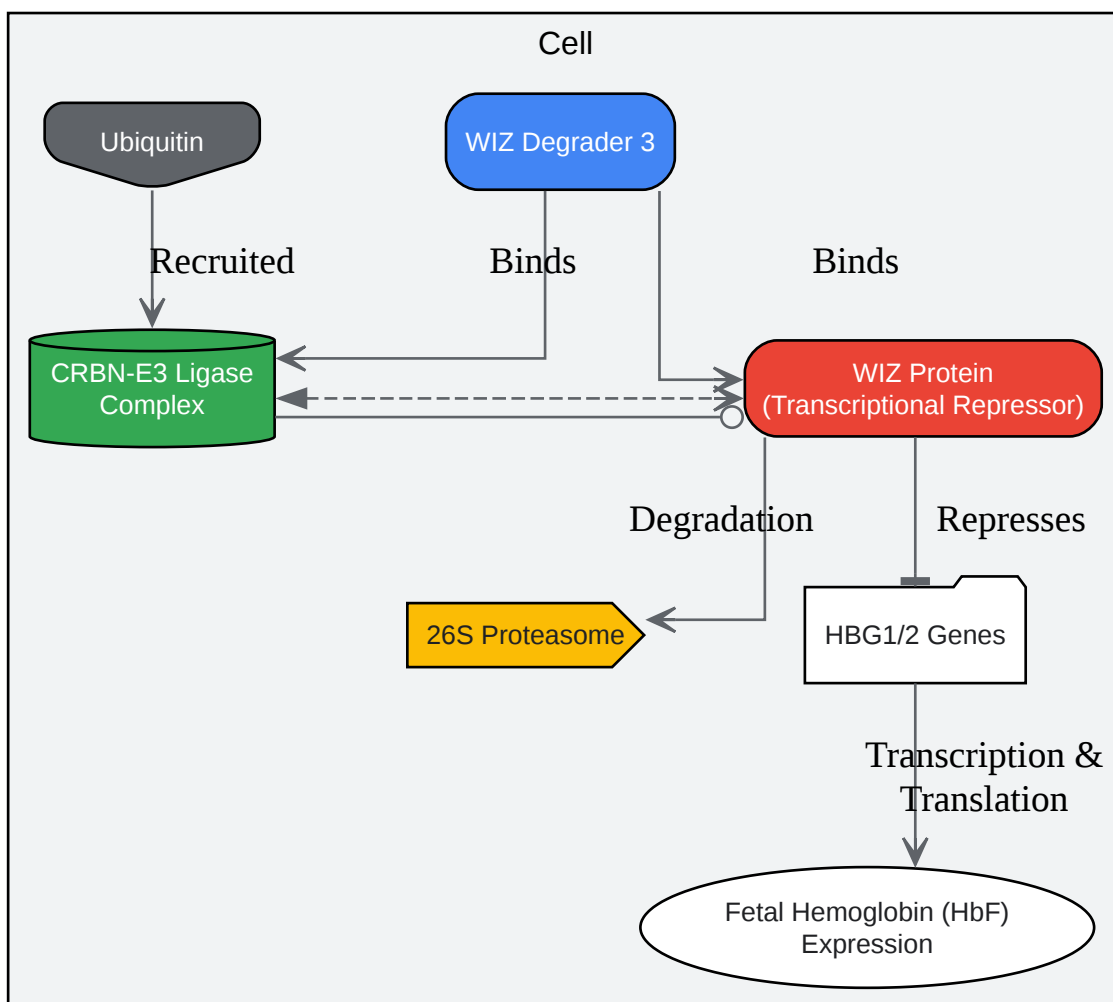 Cell
Ubiquitin
WIZ Degrader 3
Recruited
Binds
Binds
CRBN-E3 Ligase
Complex
WIZ Protein
(Transcriptional Repressor)
Degradation
Represses
26S Proteasome
HBG1/2 Genes
Transcription &
Translation
Fetal Hemoglobin (HbF)
Expression